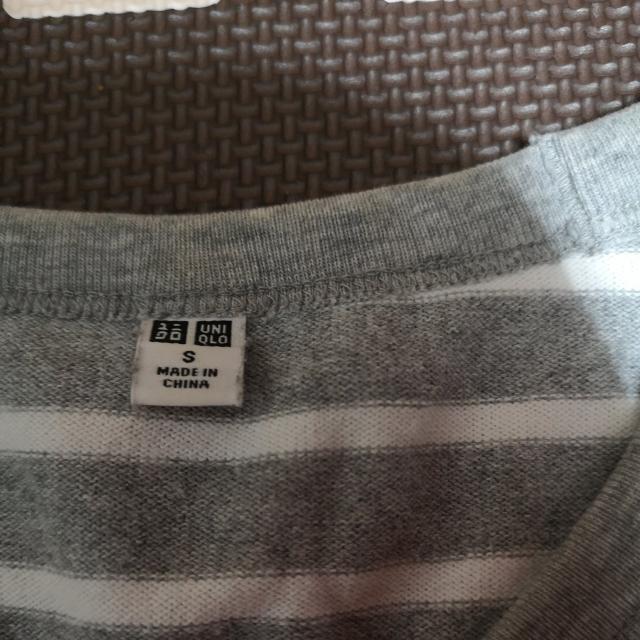 ユニ UNI
クロ QLO
S
MADE IN
CHINA